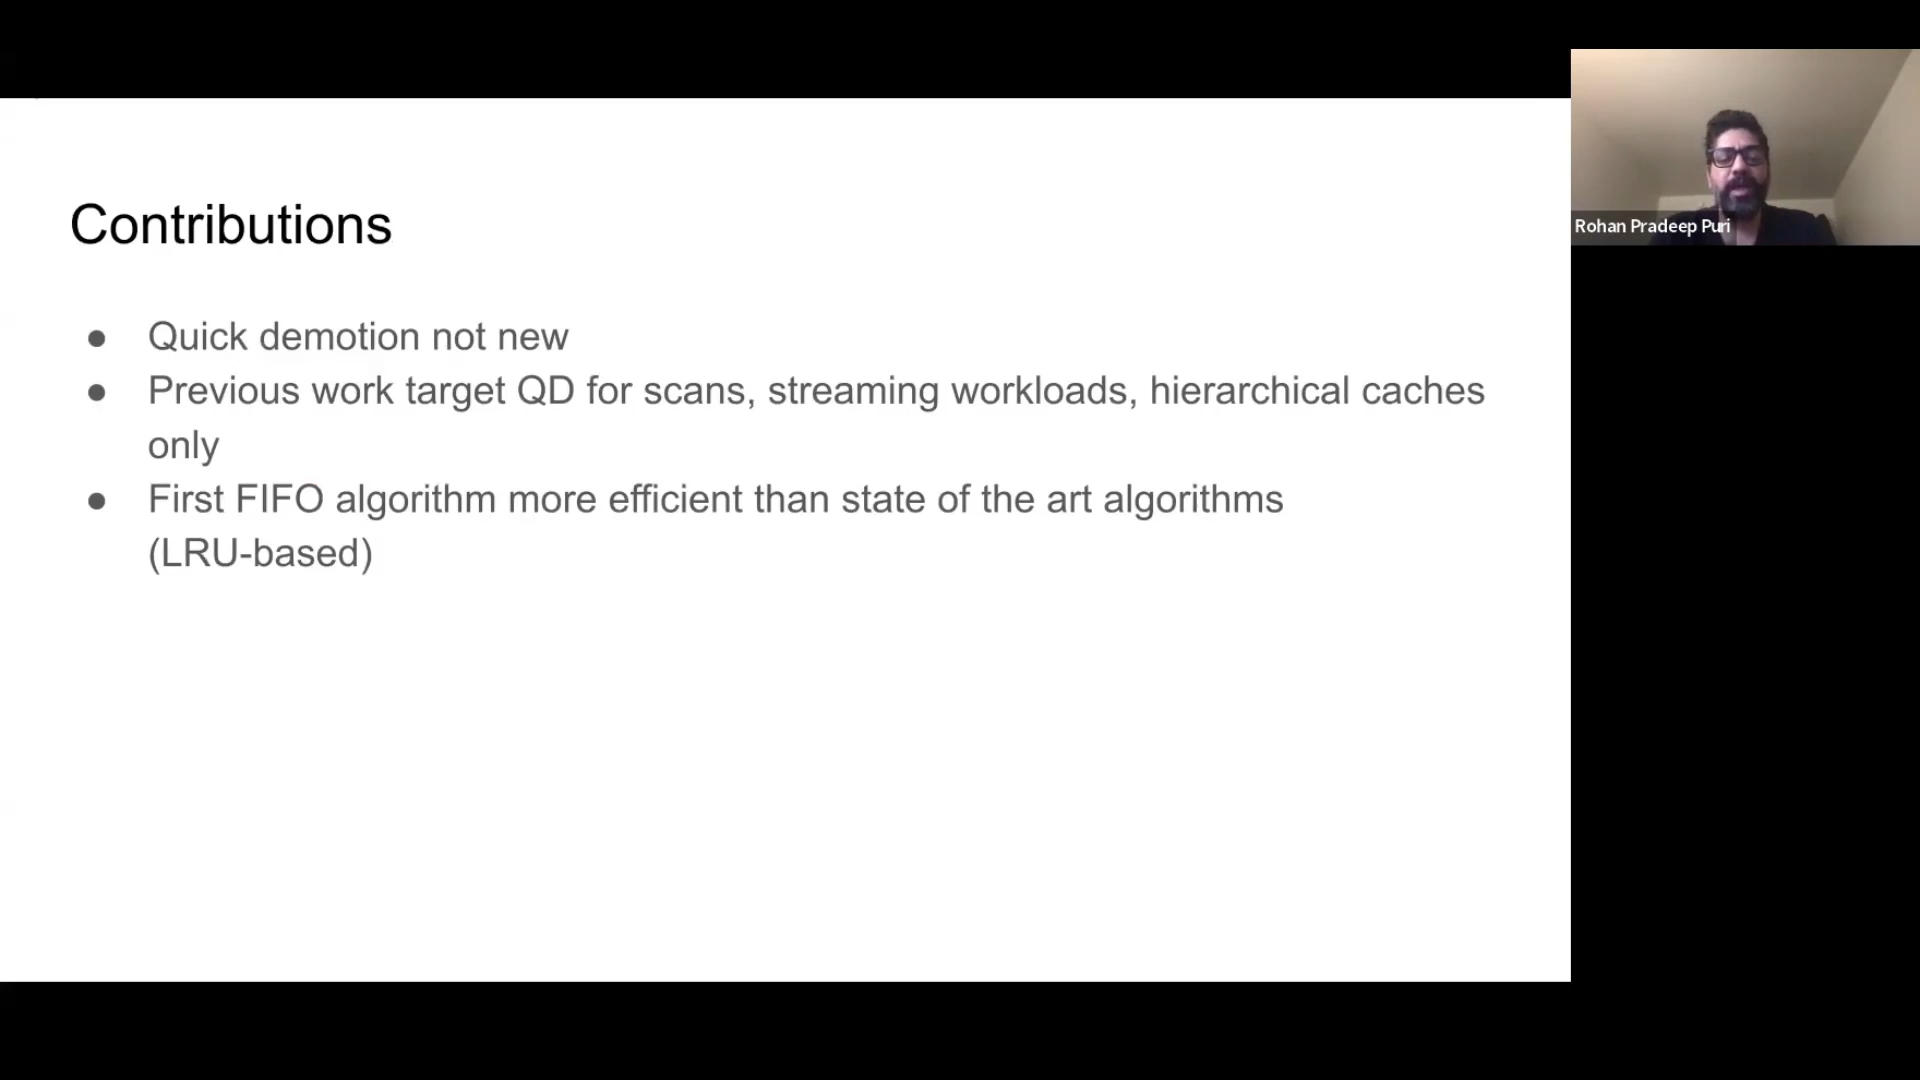 Contributions
● Quick demotion not new
● Previous work target QD for scans, streaming workloads, hierarchical caches
only
● First FIFO algorithm more efficient than state of the art algorithms
(LRU-based)
Rohan Pradeep Puri